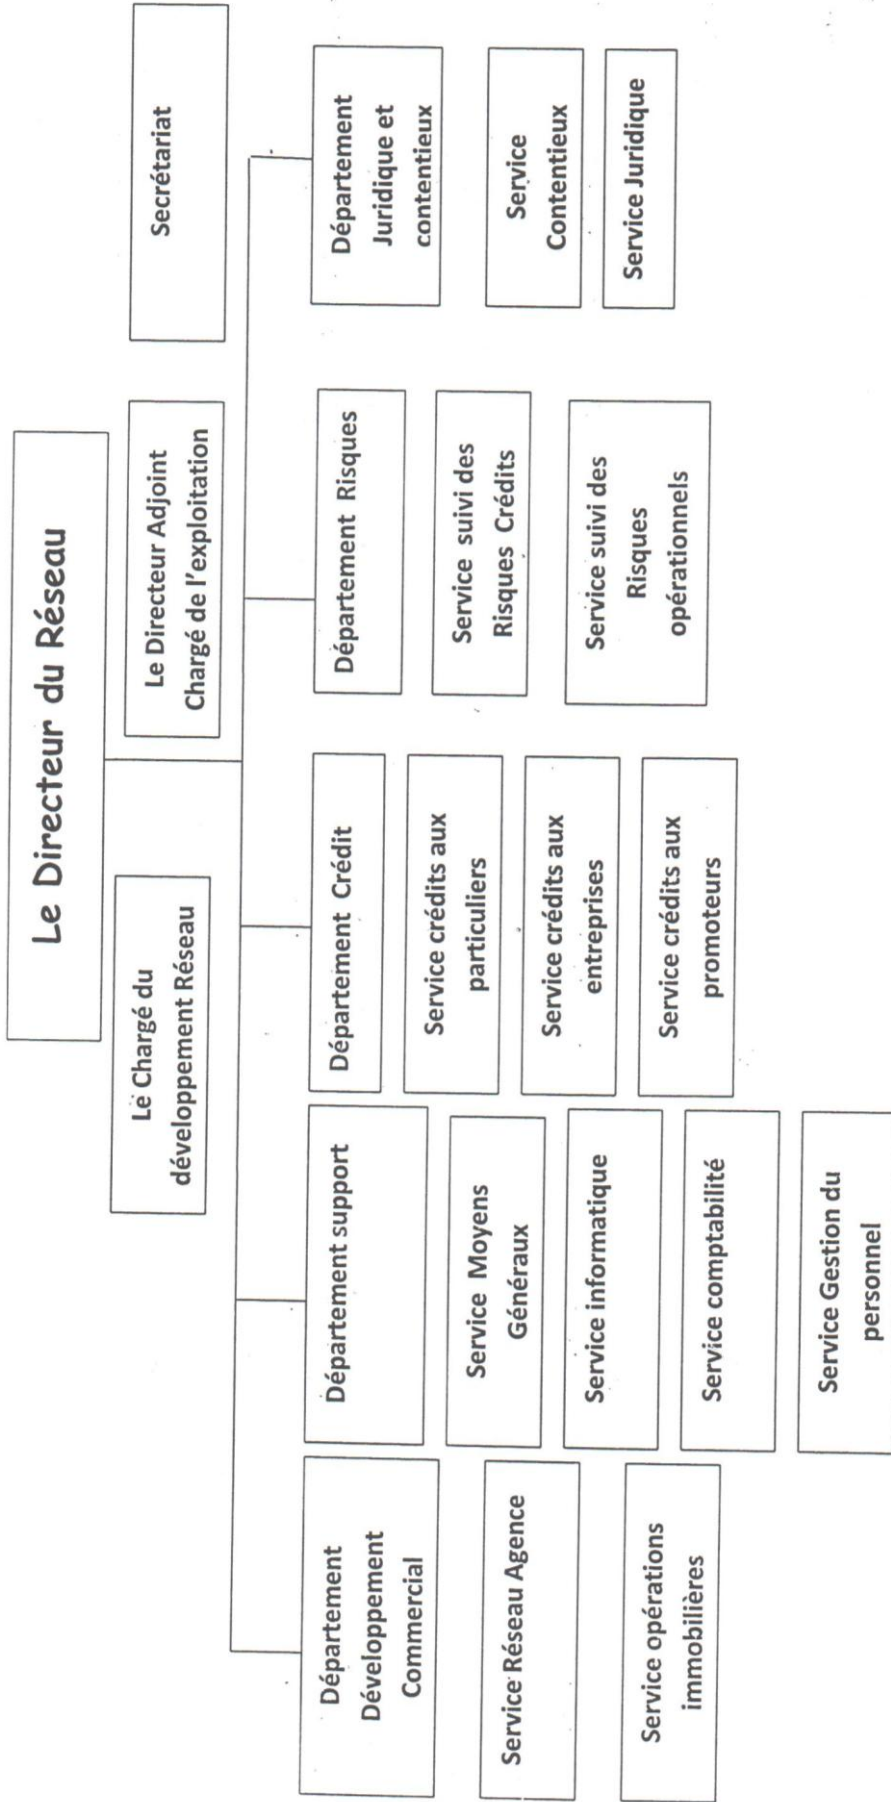 Le Directeur du Réseau
Le Chargé du
développement Réseau
Le Directeur Adjoint
Chargé de l'exploitation
Secrétariat
Département
Développement
Commercial
Service Réseau Agence
Service opérations
immobilières
Département support
Service Moyens
Généraux
Service informatique
Service comptabilité
Service Gestion du
personnel
Département Crédit
Service crédits aux
particuliers
Service crédits aux
entreprises
Service crédits aux
promoteurs
Département Risques
Service suivi des
Risques Crédits
Service suivi des
Risques
opérationnels
Département
Juridique et
contentieux
Service
Contentieux
Service Juridique